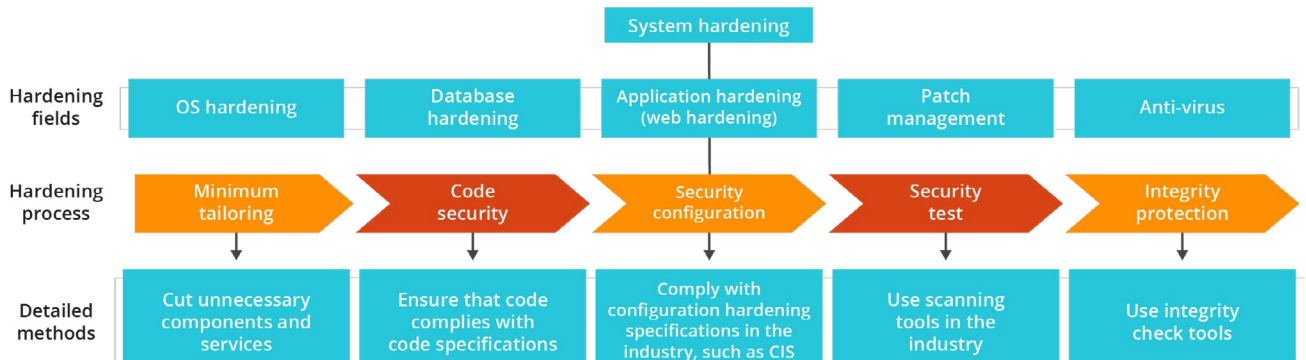 System hardening
Hardening
fields
OS hardening
Database
hardening
Application hardening
(web hardening)
Patch
management
Anti-virus
Hardening
process
Minimum
tailoring
Code
security
Security
configuration
Security
test
Integrity
protection
Detailed
methods
Cut unnecessary
components and
services
Ensure that code
complies with
code specifications
Comply with
configuration hardening
specifications in the
industry, such as CIS
Use scanning
tools in the
industry
Use integrity
check tools